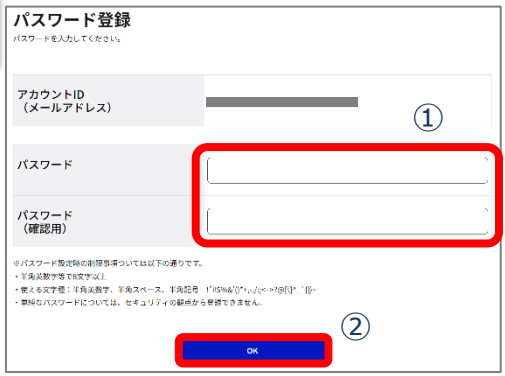 パスワード登録
パスワードを入力してください。
アカウントID
（メールアドレス）
①
パスワード
パスワード
（確認用）
※パスワード設定時の制限事項ついては以下の通りです。
・半角英数字等で8文字以上
・使える文字種：半角英数字、半角スペース、半角記号 !"#$%&'()*+,-./:;<=>?@[\]^_`{|}~
・単純なパスワードについては、セキュリティの観点から登録できません。
②
OK